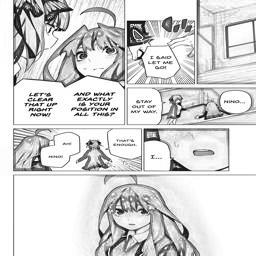 I SAID
LET ME
GO!
AND WHAT
EXACTLY
IS YOUR
POSITION
IN ALL
THIS?
LET'S
CLEAR
THAT UP
RIGHT
NOW!
NINO...
STAY
OUT OF
MY WAY.
I...
THAT'S
ENOUGH.
AH!
NINO!